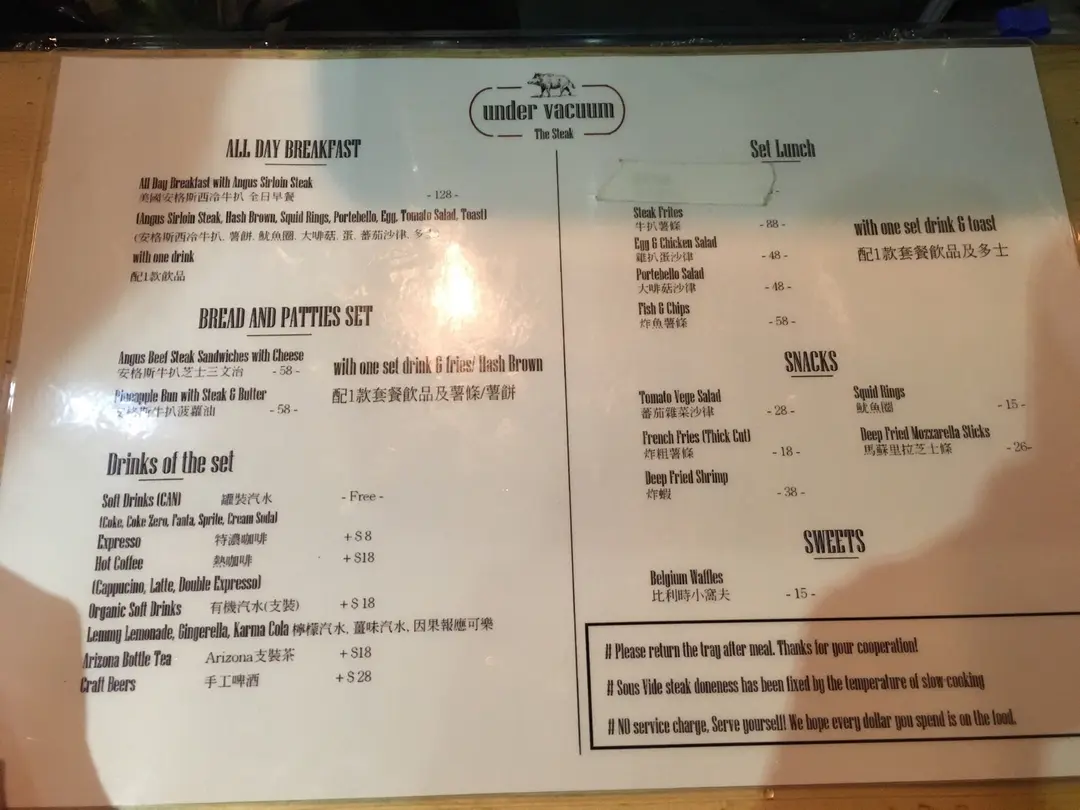 under vacuum
The Steak
ALL DAY BREAKFAST
All Day Breakfast with Angus Sirloin Steak
美國安格斯西冷牛扒 全日早餐 - 128 -
(Angus Sirloin Steak, Hash Brown, Squid Rings, Portebello, Egg, Tomato Salad, Toast)
(安格斯西冷牛扒, 薯餅, 魷魚圈, 大啡菇, 蛋, 蕃茄沙律, 多
with one drink
配1款飲品
BREAD AND PATTIES SET
Angus Beef Steak Sandwiches with Cheese
安格斯牛扒芝士三文治 - 58 -
Pineapple Bun with Steak & Butter
安格斯牛扒菠蘿油 - 58 -
with one set drink & fries/ Hash Brown
配1款套餐飲品及薯條/薯餅
Drinks of the set
Soft Drinks (CAN) 罐裝汽水 - Free -
(Coke, Coke Zero, Fanta, Sprite, Cream Soda)
Expresso 特濃咖啡 + $ 8
Hot Coffee 熱咖啡 + $18
(Cappucino, Latte, Double Expresso)
Organic Soft Drinks 有機汽水(支裝) + $ 18
Lemmy Lemonade, Gingerella, Karma Cola 檸檬汽水, 薑味汽水, 因果報應可樂
Arizona Bottle Tea Arizona支裝茶 + $18
Craft Beers 手工啤酒 + $ 28
Set Lunch
Steak Frites
牛扒薯條 - 88 -
Egg & Chicken Salad
雞扒蛋沙律 - 48 -
Portebello Salad
大啡菇沙律 - 48 -
Fish & Chips
炸魚薯條 - 58 -
with one set drink & toast
配1款套餐飲品及多士
SNACKS
Tomato Vege Salad
蕃茄雜菜沙律 - 28 -
French Fries (Thick Cut)
炸粗薯條 - 18 -
Deep Fried Shrimp
炸蝦 - 38 -
Squid Rings
魷魚圈 - 15 -
Deep Fried Mozzarella Sticks
馬蘇里拉芝士條 - 26-
SWEETS
Belgium Waffles
比利時小窩夫 - 15 -
# Please return the tray after meal. Thanks for your cooperation!
# Sous Vide steak doneness has been fixed by the temperature of slow-cooking
# NO service charge, Serve yourself! We hope every dollar you spend is on the food.